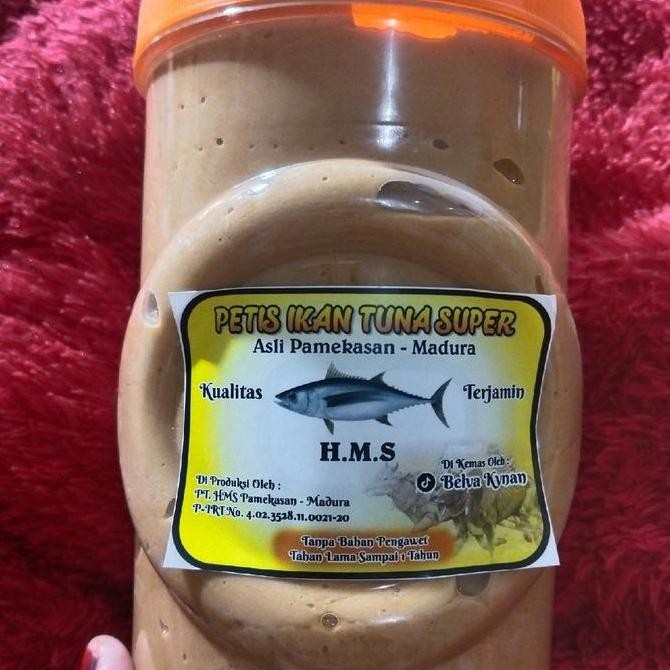 PETIS IKAN TUNA SUPER
Asli Pamekasan - Madura
Kualitas
Terjamin
H.M.S
Di Produksi Oleh :
PT. HMS Pamekasan - Madura
P-IRT No. 4.02.3528.11.0021-20
Di Kemas Oleh :
Belva Kynan
Tanpa Bahan Pengawet
Tahan Lama Sampai 1 Tahun